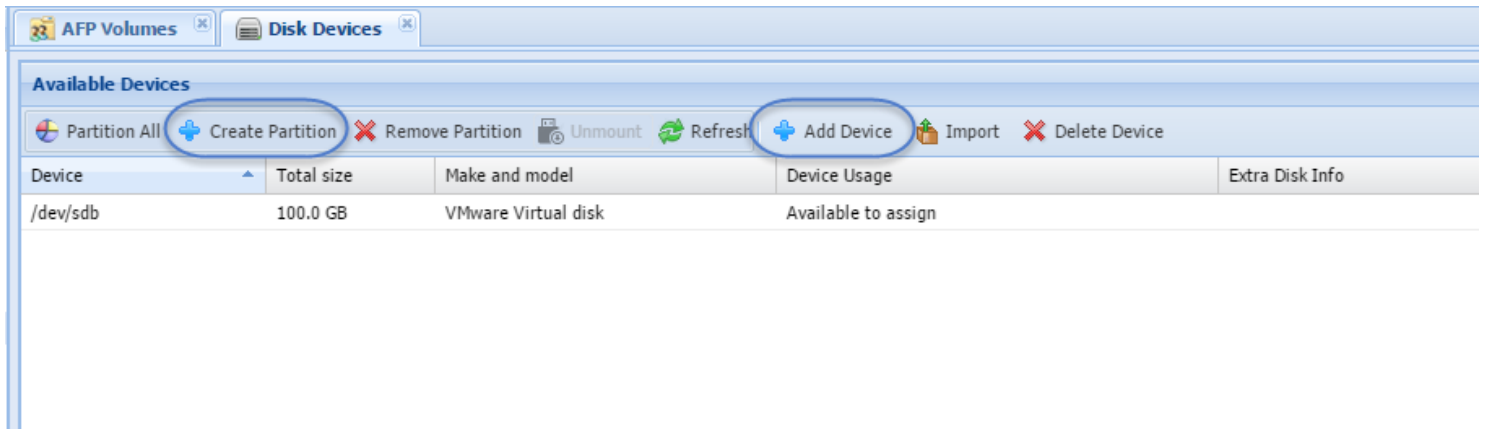 AFP Volumes Disk Devices
Available Devices
Partition All Create Partition Remove Partition Unmount Refresh Add Device Import Delete Device
Device Total size Make and model Device Usage Extra Disk Info
/dev/sdb 100.0 GB VMware Virtual disk Available to assign